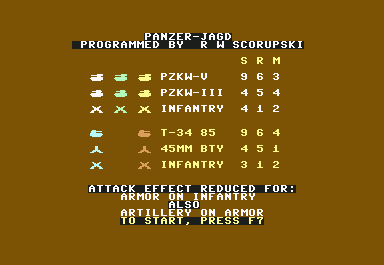 PANZER-JAGD
PROGRAMMED BY R W SCORUPSKI
S R M
PZKW-V 9 6 3
PZKW-III 4 5 4
INFANTRY 4 1 2
T-34 85 9 6 4
45MM BTY 4 5 1
INFANTRY 3 1 2
ATTACK EFFECT REDUCED FOR:
ARMOR ON INFANTRY
ALSO
ARTILLERY ON ARMOR
TO START, PRESS F7